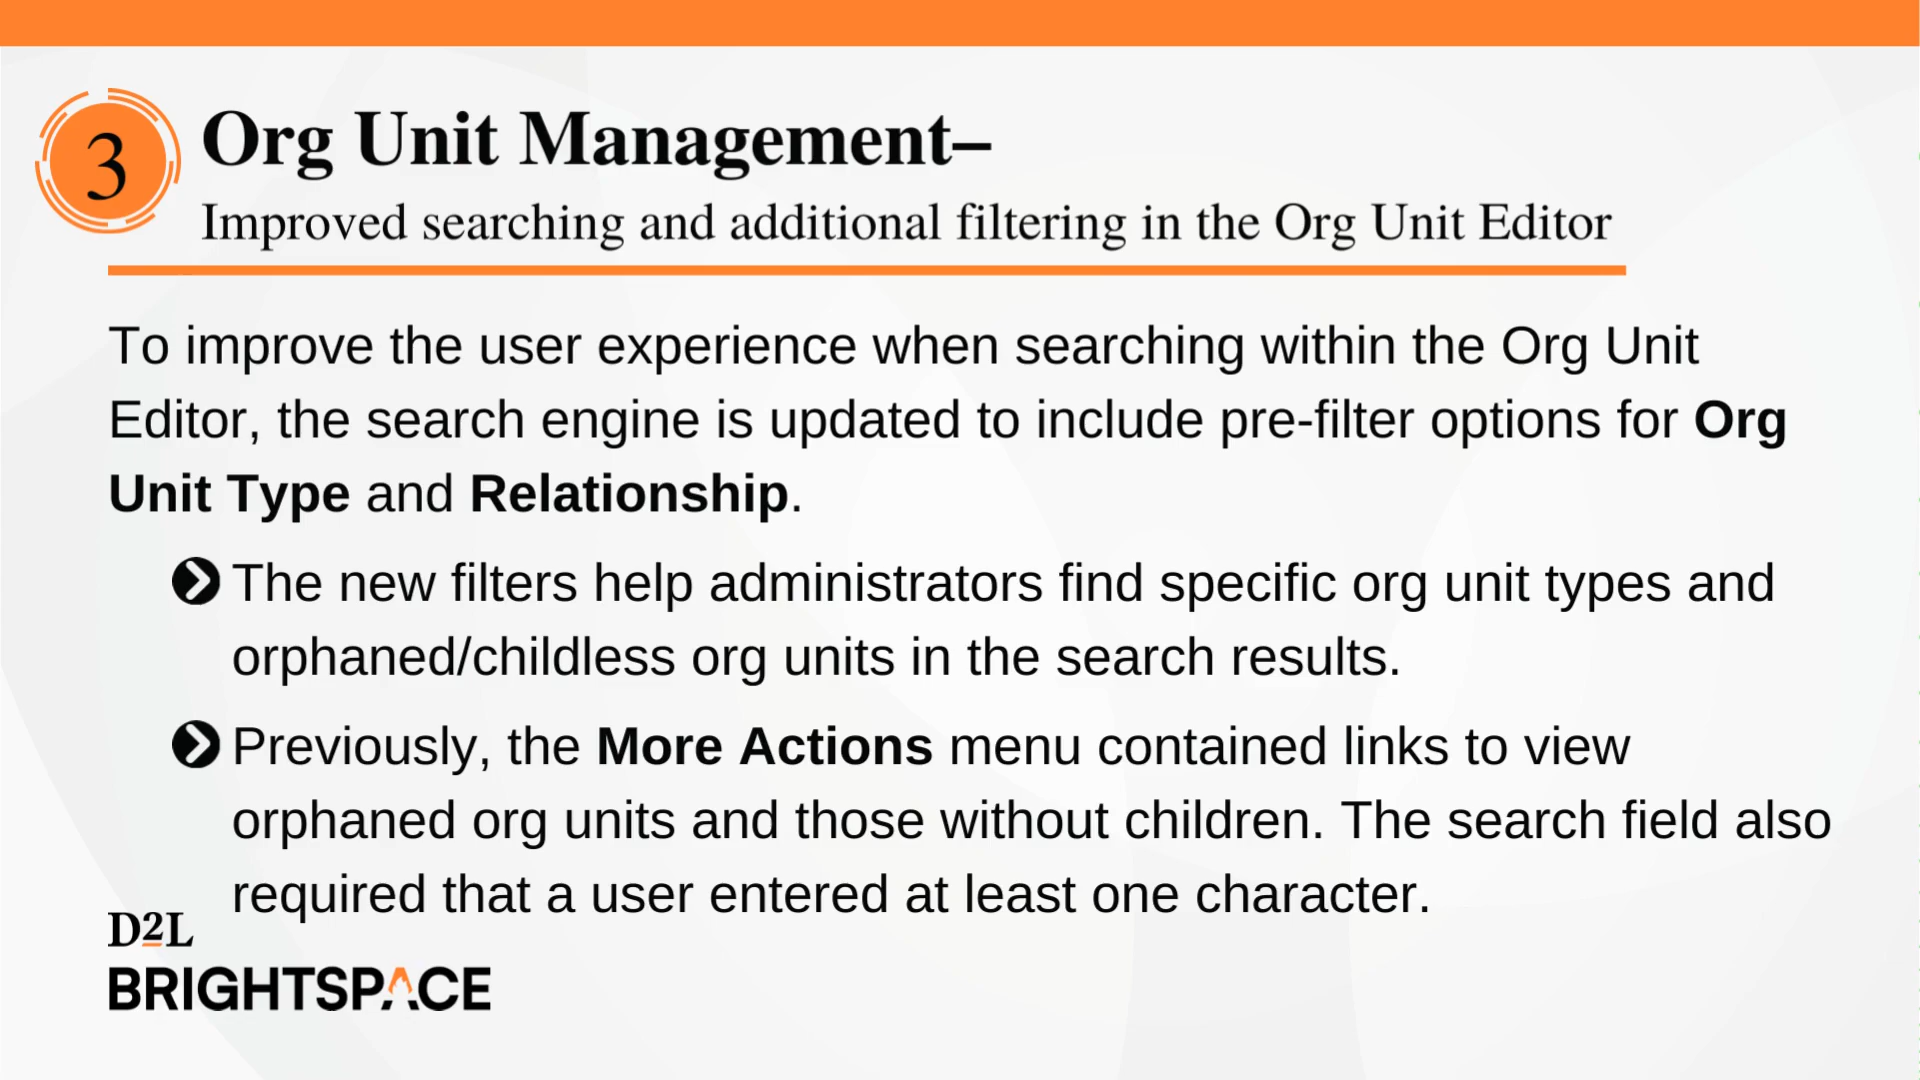 3
Org Unit Management–
Improved searching and additional filtering in the Org Unit Editor
To improve the user experience when searching within the Org Unit
Editor, the search engine is updated to include pre-filter options for Org
Unit Type and Relationship.
The new filters help administrators find specific org unit types and
orphaned/childless org units in the search results.
Previously, the More Actions menu contained links to view
orphaned org units and those without children. The search field also
required that a user entered at least one character.
D2L
BRIGHTSPACE